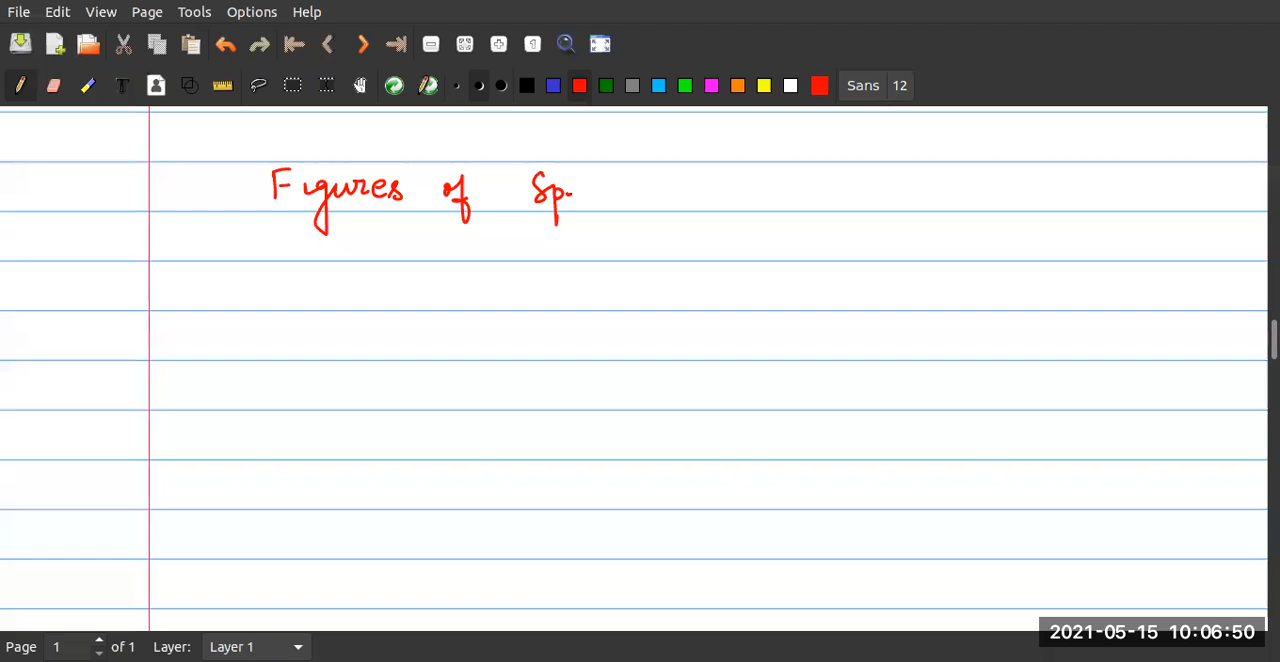 File Edit View Page Tools Options Help
Sans 12
Figures of Sp
2021-05-15 10:06:50
Page 1 of 1 Layer: Layer 1